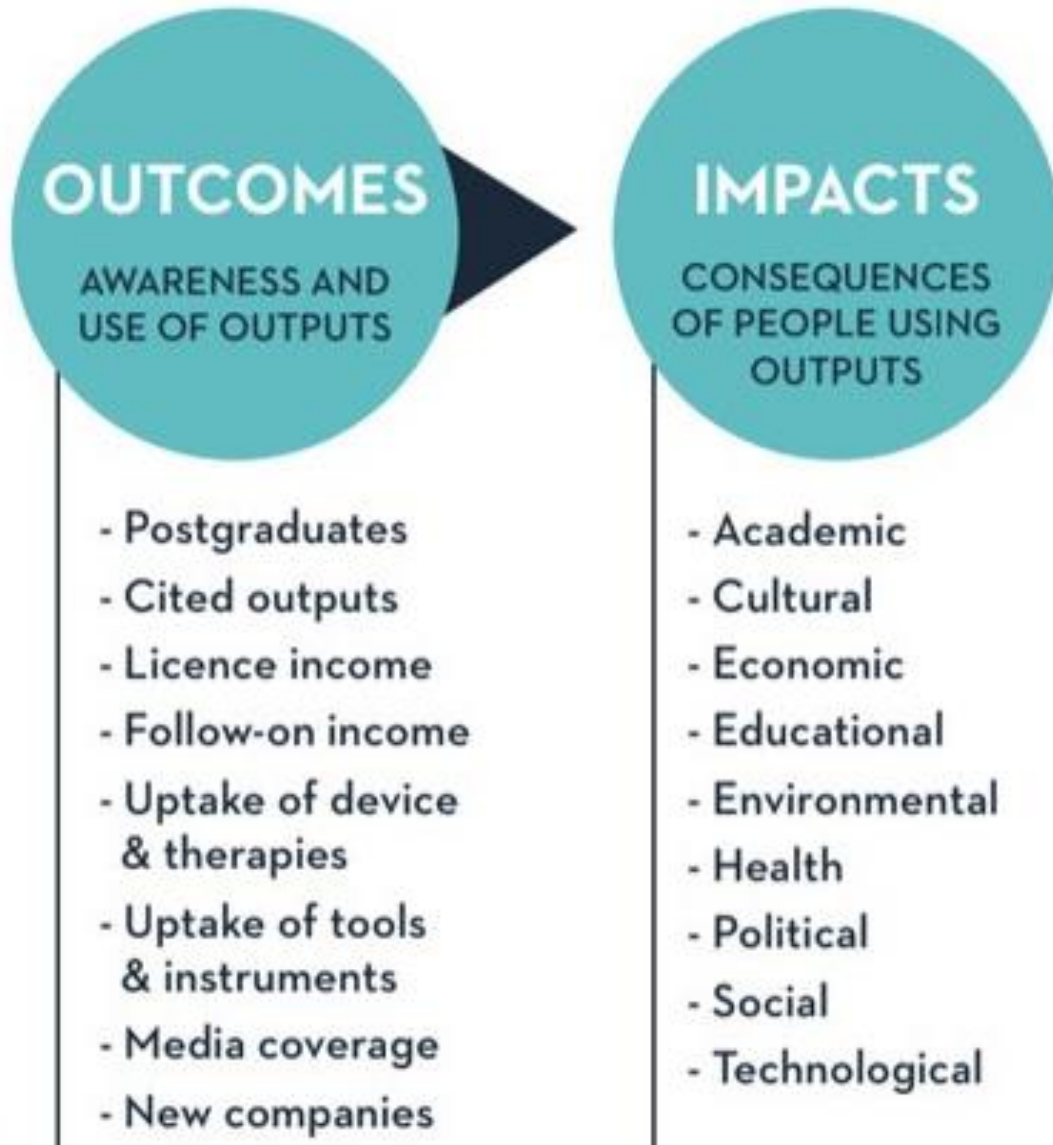 OUTCOMES
AWARENESS AND
USE OF OUTPUTS
- Postgraduates
- Cited outputs
- Licence income
- Follow-on income
- Uptake of device
& therapies
- Uptake of tools
& instruments
- Media coverage
- New companies
IMPACTS
CONSEQUENCES
OF PEOPLE USING
OUTPUTS
- Academic
- Cultural
- Economic
- Educational
- Environmental
- Health
- Political
- Social
- Technological